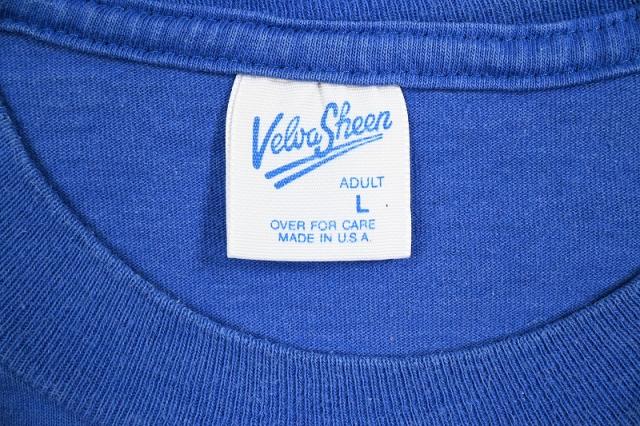 Velva Sheen
ADULT
L
OVER FOR CARE
MADE IN U.S.A.